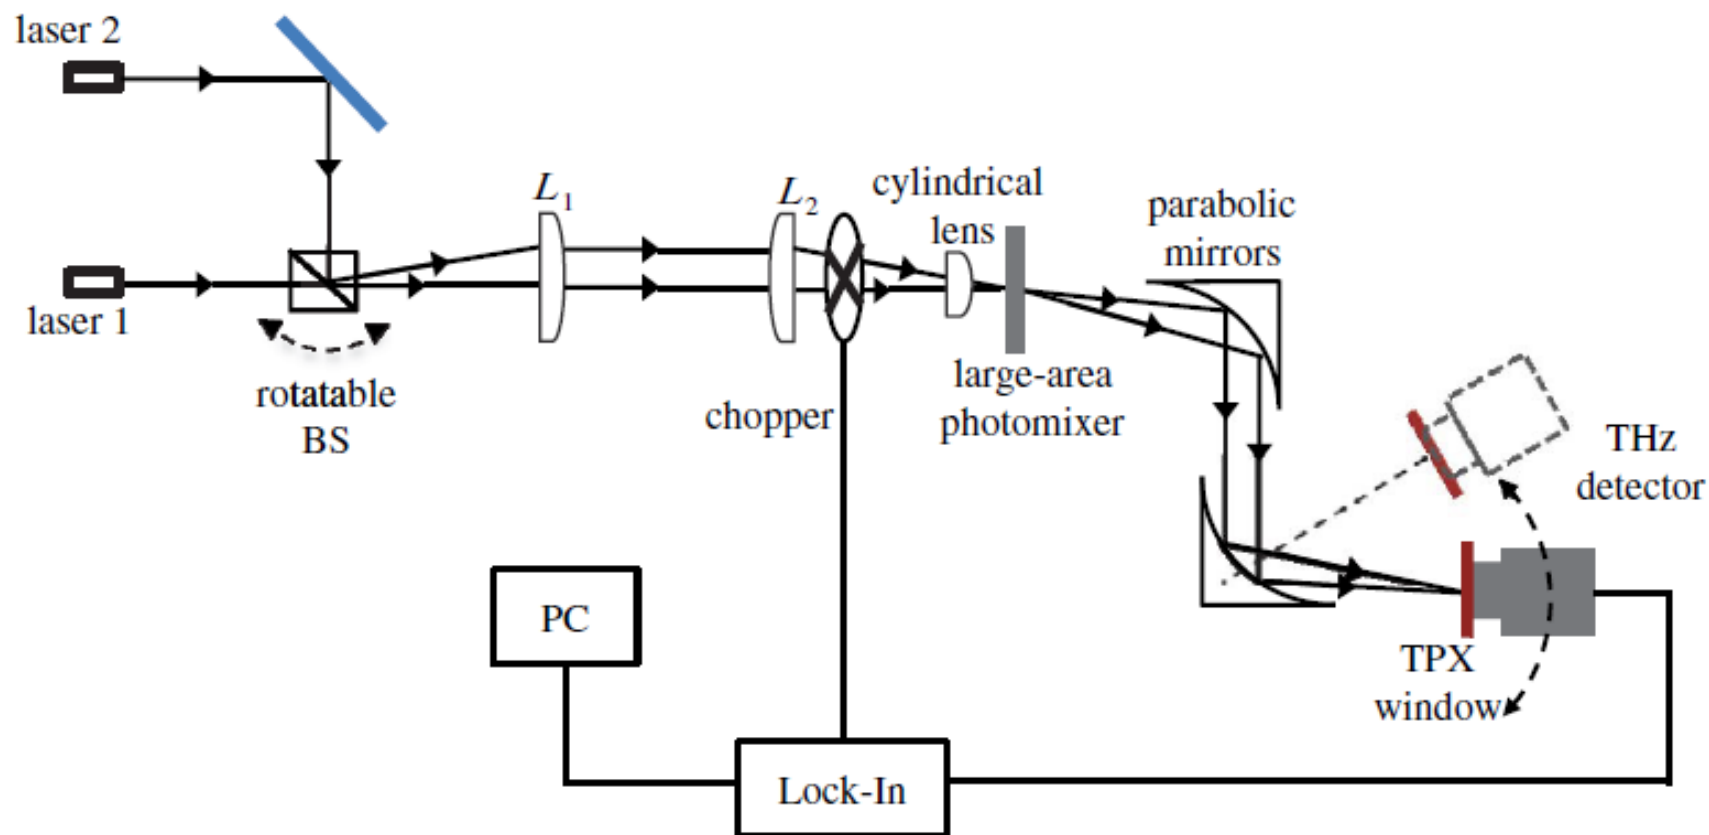 laser 2
laser 1
rotatable
BS
L1
L2
chopper
cylindrical
lens
large-area
photomixer
parabolic
mirrors
THz
detector
TPX
window
PC
Lock-In